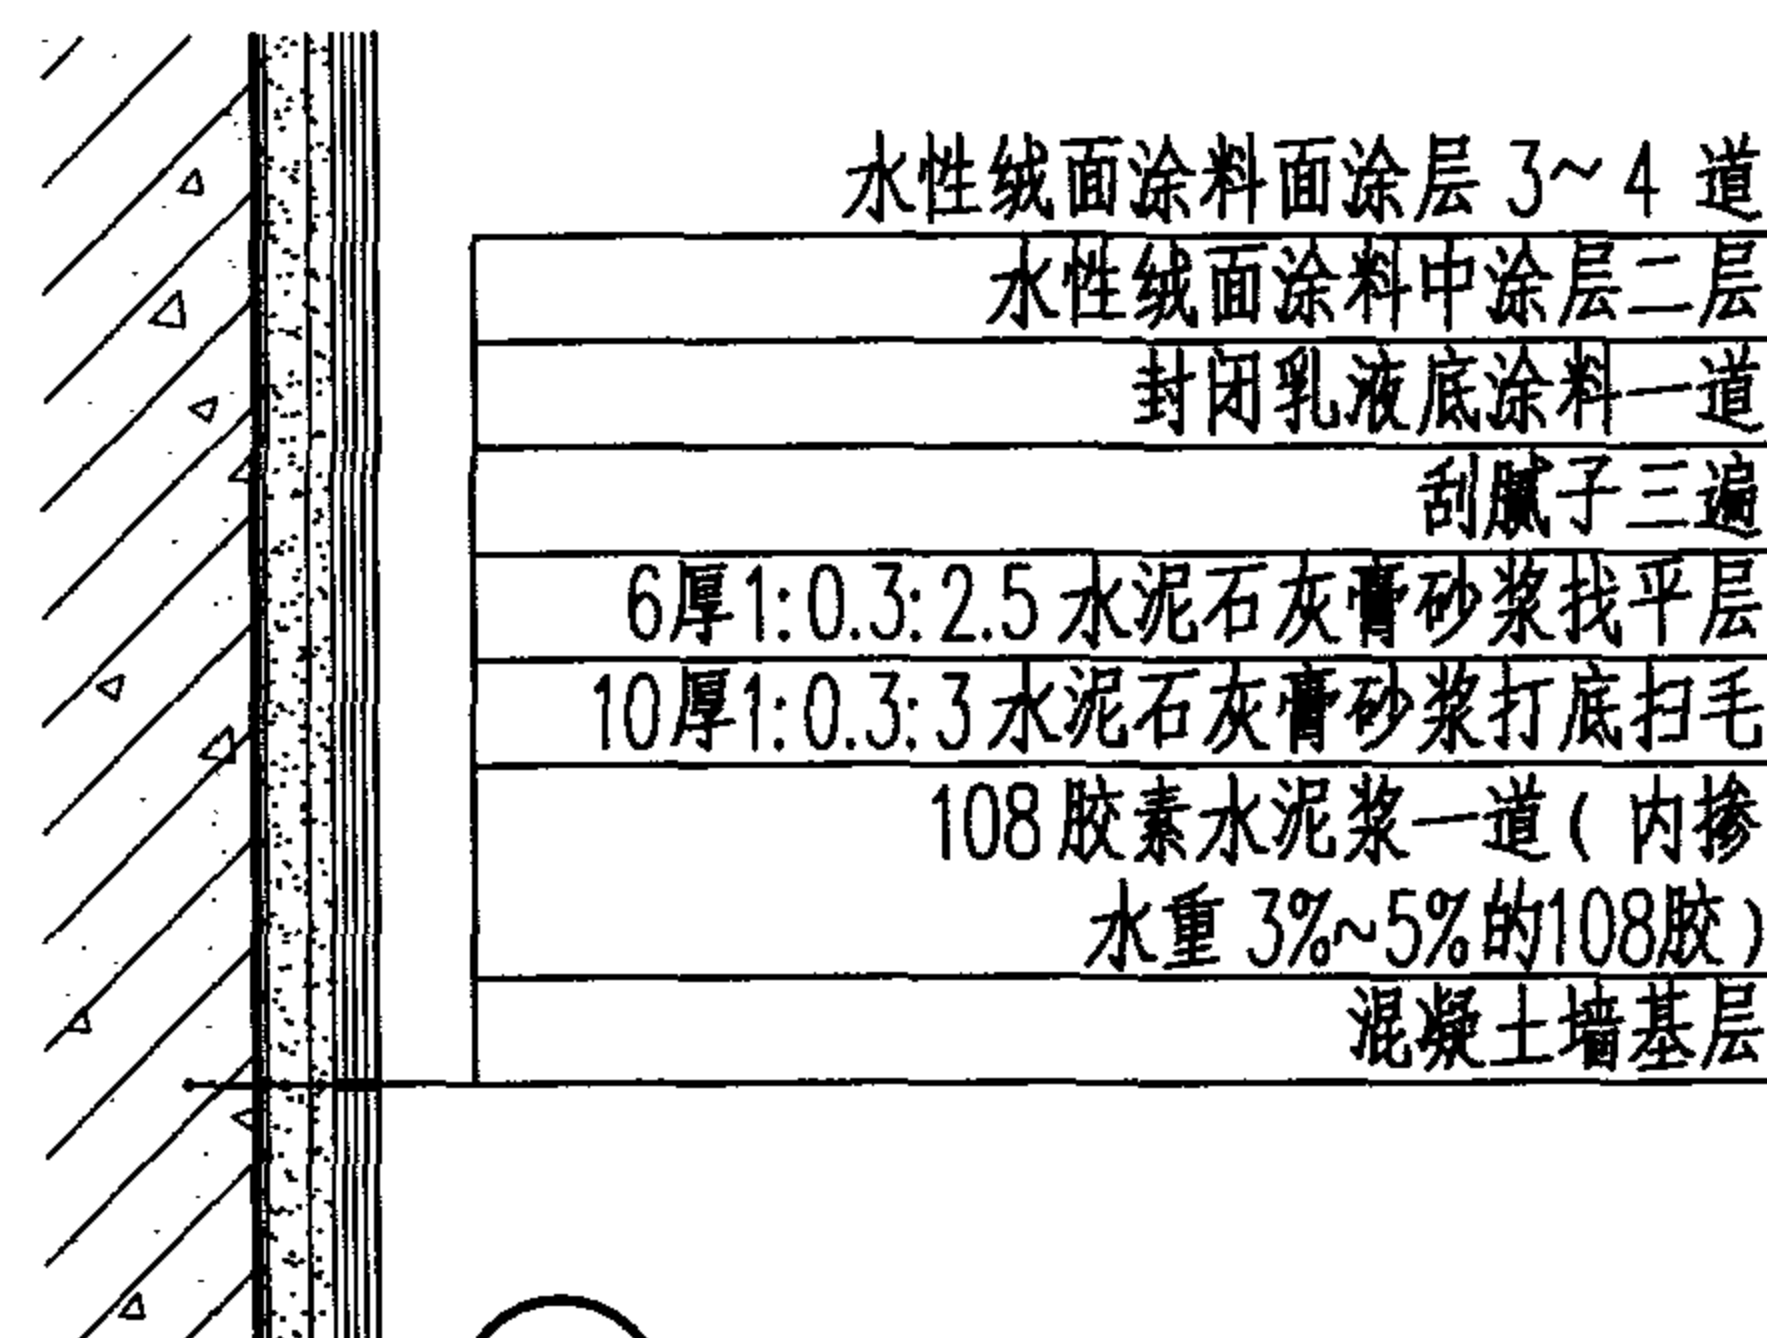 水性绒面涂料面涂层3~4 道
水性绒面涂料中涂层二层
封闭乳液底涂料一道
刮腻子三遍
6厚1:0.3:2.5水泥石灰膏砂浆找平层
10厚1:0.3:3水泥石灰膏砂浆打底扫毛
108胶素水泥浆一道(内掺
水重3%~5%的108胶)
混凝土墙基层